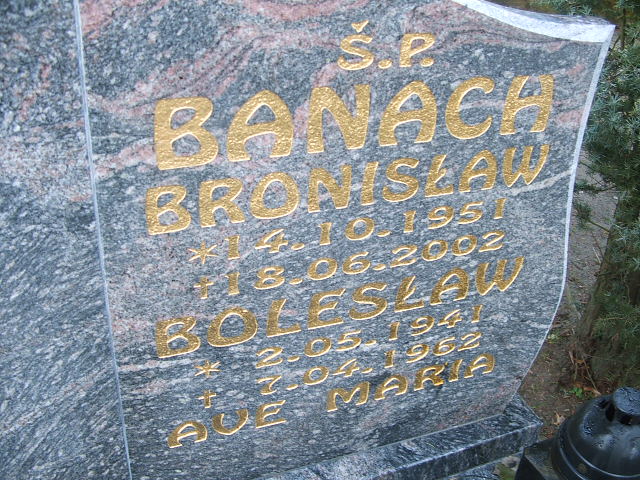 Š.P.
BANACH
BRONISŁAW
*14.10.1951
†18.06.2002
BOLESŁAW
* 2.05.1941
† 7.04.1962
AVE MARIA